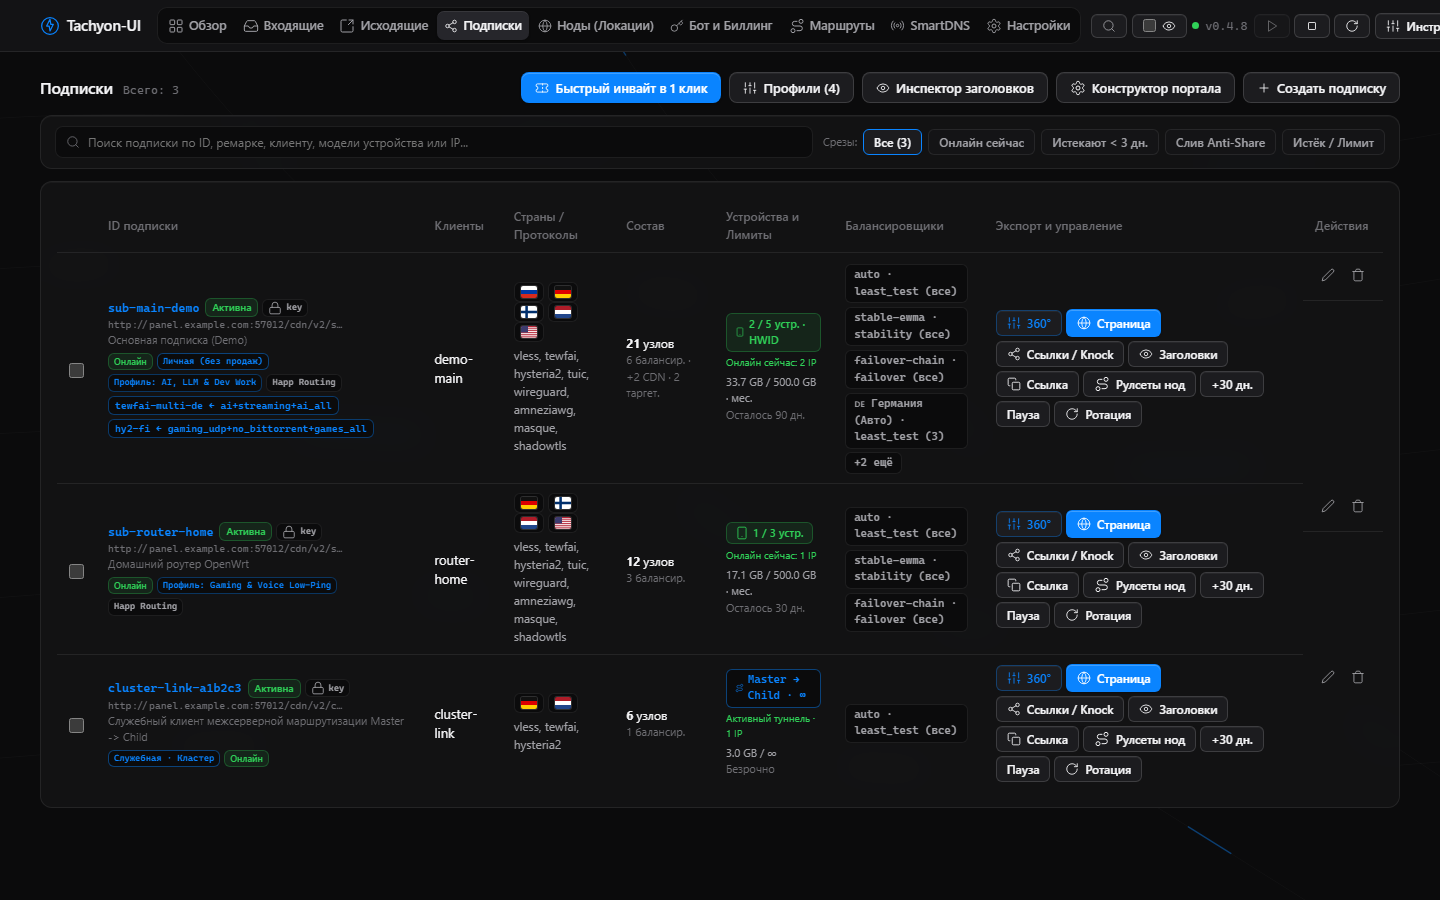 Tachyon-UI
Обзор
Входящие
Исходящие
Подписки
Ноды (Локации)
Бот и Биллинг
Маршруты
SmartDNS
Настройки
v0.4.8
Инстр
Подписки Всего: 3
Быстрый инвайт в 1 клик
Профили (4)
Инспектор заголовков
Конструктор портала
+ Создать подписку
Поиск подписки по ID, ремарке, клиенту, модели устройства или IP...
Срезы:
Все (3)
Онлайн сейчас
Истекают < 3 дн.
Слив Anti-Share
Истёк / Лимит
ID подписки
Клиенты
Страны /
Протоколы
Состав
Устройства и
Лимиты
Балансировщики
Экспорт и управление
Действия
sub-main-demo Активна key
http://panel.example.com:57012/cdn/v2/s…
Основная подписка (Demo)
Онлайн Личная (без продаж)
Профиль: AI, LLM & Dev Work Happ Routing
tewfai-multi-de ← ai+streaming+ai_all
hy2-fi ← gaming_udp+no_bittorrent+games_all
demo-
main
vless, tewfai,
hysteria2, tuic,
wireguard,
amneziawg,
masque,
shadowtls
21 узлов
6 балансир. ·
+2 CDN · 2
таргет.
2 / 5 устр. ·
HWID
Онлайн сейчас: 2 IP
33.7 GB / 500.0 GB
· мес.
Осталось 90 дн.
auto ·
least_test (все)
stable-ewma ·
stability (все)
failover-chain ·
failover (все)
DE Германия
(Авто) ·
least_test (3)
+2 ещё
360°
Страница
Ссылки / Knock
Заголовки
Ссылка
Рулсеты нод
+30 дн.
Пауза
Ротация
sub-router-home Активна key
http://panel.example.com:57012/cdn/v2/s…
Домашний роутер OpenWrt
Онлайн Профиль: Gaming & Voice Low-Ping
Happ Routing
router-
home
vless, tewfai,
hysteria2, tuic,
wireguard,
amneziawg,
masque,
shadowtls
12 узлов
3 балансир.
1 / 3 устр.
Онлайн сейчас: 1 IP
17.1 GB / 500.0 GB
· мес.
Осталось 30 дн.
auto ·
least_test (все)
stable-ewma ·
stability (все)
failover-chain ·
failover (все)
360°
Страница
Ссылки / Knock
Заголовки
Ссылка
Рулсеты нод
+30 дн.
Пауза
Ротация
cluster-link-a1b2c3 Активна key
http://panel.example.com:57012/cdn/v2/c…
Служебный клиент межсерверной маршрутизации Master
-> Child
Служебная · Кластер Онлайн
cluster-
link
vless, tewfai,
hysteria2
6 узлов
1 балансир.
Master →
Child · ∞
Активный туннель ·
1 IP
3.0 GB / ∞
Безрочно
auto ·
least_test (все)
360°
Страница
Ссылки / Knock
Заголовки
Ссылка
Рулсеты нод
+30 дн.
Пауза
Ротация